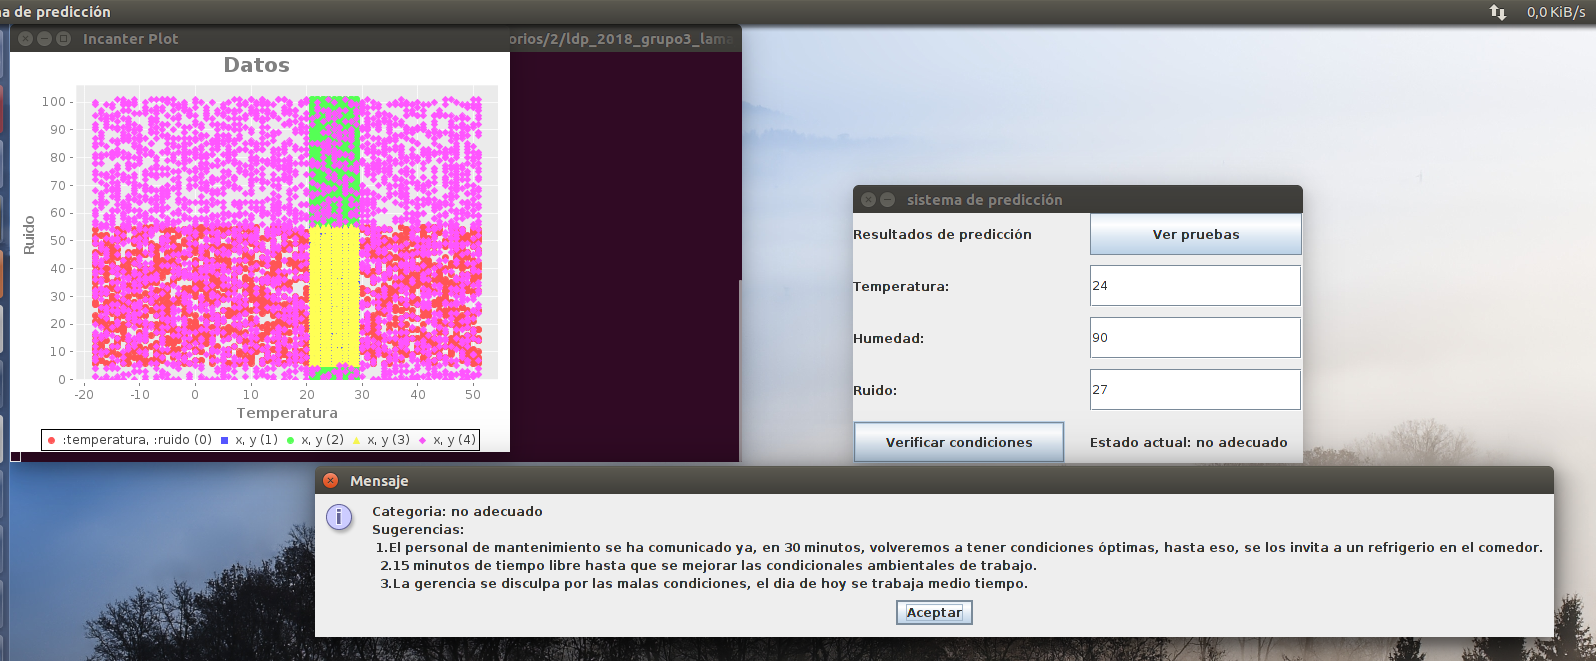 a de predicción
0,0 KiB/s
Incanter Plot
orios/2/ldp_2018_grupo3_lama
Datos
100
90
80
70
60
50
40
30
20
10
0
Ruido
-20 -10 0 10 20 30 40 50
Temperatura
:temperatura, :ruido (0) x, y (1) x, y (2) x, y (3) x, y (4)
sistema de predicción
Resultados de predicción
Ver pruebas
Temperatura:
24
Humedad:
90
Ruido:
27
Verificar condiciones
Estado actual: no adecuado
Mensaje
Categoria: no adecuado
Sugerencias:
1.El personal de mantenimiento se ha comunicado ya, en 30 minutos, volveremos a tener condiciones óptimas, hasta eso, se los invita a un refrigerio en el comedor.
2.15 minutos de tiempo libre hasta que se mejorar las condicionales ambientales de trabajo.
3.La gerencia se disculpa por las malas condiciones, el dia de hoy se trabaja medio tiempo.
Aceptar